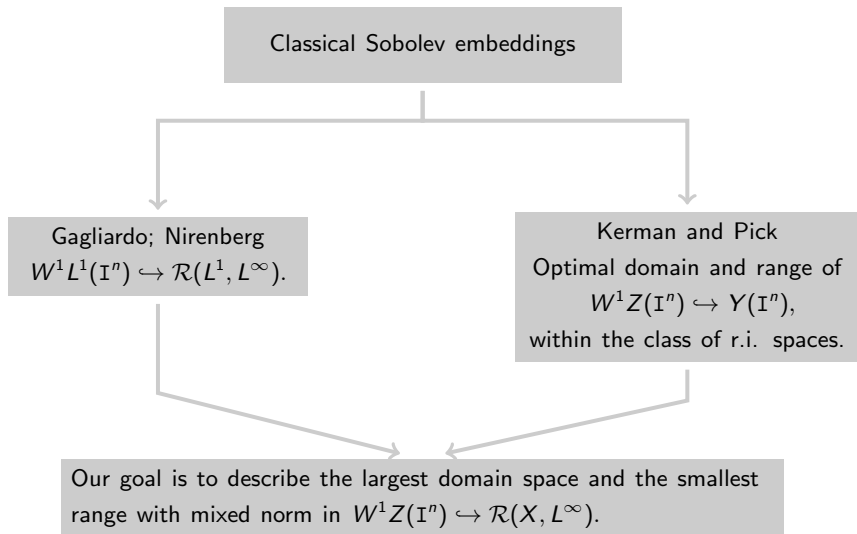 Classical Sobolev embeddings
Gagliardo; Nirenberg
W¹L¹(Iⁿ) ↪ ℛ(L¹, L^∞).
Kerman and Pick
Optimal domain and range of
W¹Z(Iⁿ) ↪ Y(Iⁿ),
within the class of r.i. spaces.
Our goal is to describe the largest domain space and the smallest
range with mixed norm in W¹Z(Iⁿ) ↪ ℛ(X, L^∞).